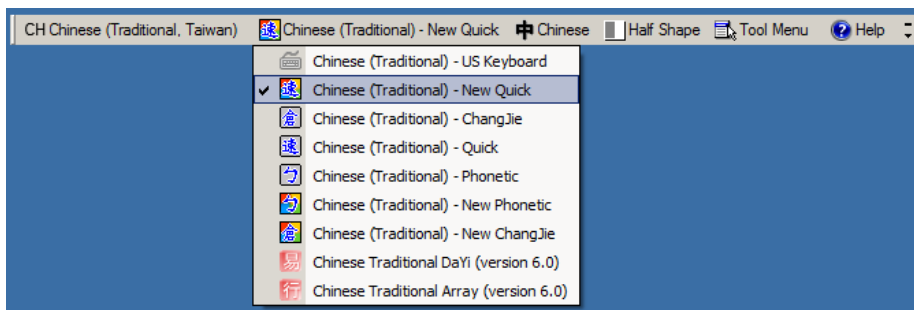 CH Chinese (Traditional, Taiwan) 速 Chinese (Traditional) - New Quick 中 Chinese Half Shape Tool Menu ? Help
Chinese (Traditional) - US Keyboard
速 Chinese (Traditional) - New Quick
倉 Chinese (Traditional) - ChangJie
速 Chinese (Traditional) - Quick
ㄅ Chinese (Traditional) - Phonetic
ㄅ Chinese (Traditional) - New Phonetic
倉 Chinese (Traditional) - New ChangJie
易 Chinese Traditional DaYi (version 6.0)
行 Chinese Traditional Array (version 6.0)